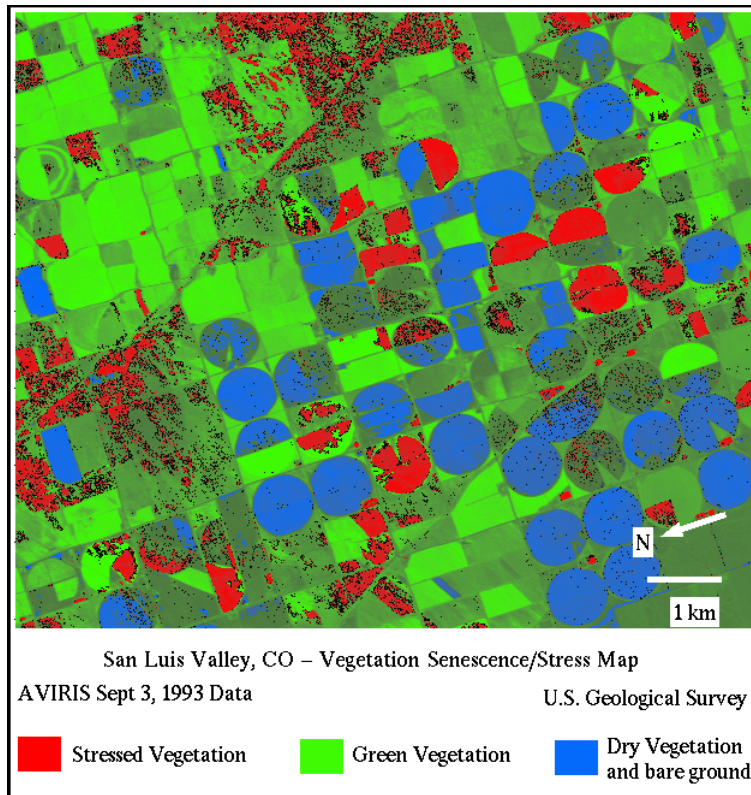 N
1 km
San Luis Valley, CO – Vegetation Senescence/Stress Map
AVIRIS Sept 3, 1993 Data
U.S. Geological Survey
Stressed Vegetation
Green Vegetation
Dry Vegetation
and bare ground